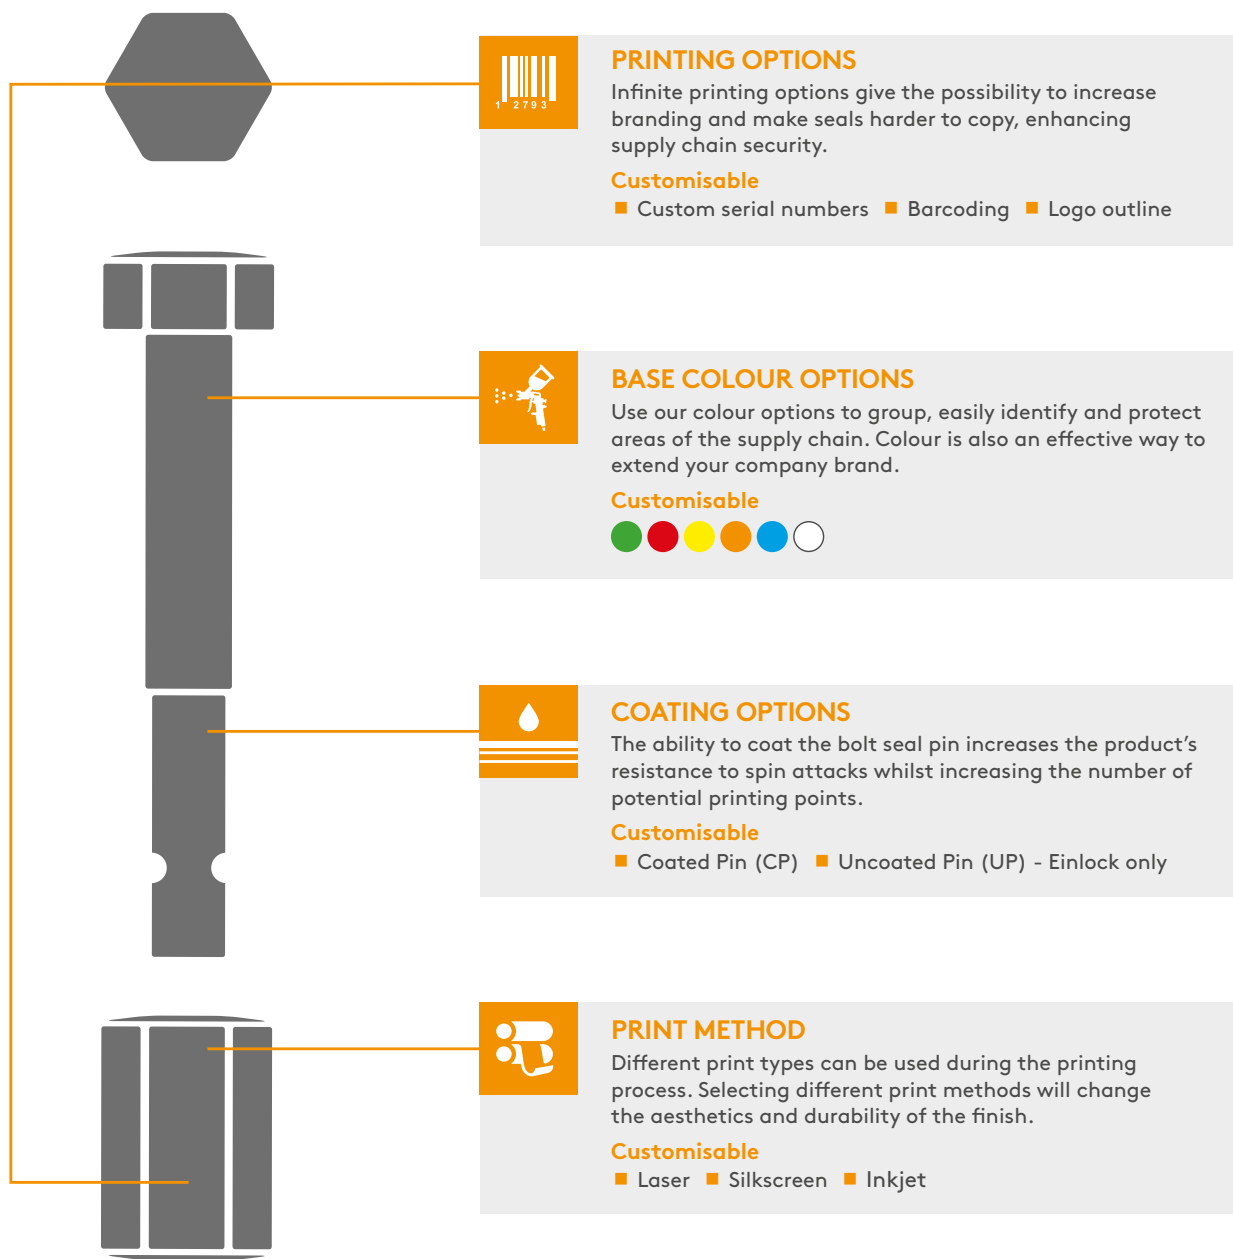 1 2793
PRINTING OPTIONS
Infinite printing options give the possibility to increase
branding and make seals harder to copy, enhancing
supply chain security.
Customisable
Custom serial numbers Barcoding Logo outline
BASE COLOUR OPTIONS
Use our colour options to group, easily identify and protect
areas of the supply chain. Colour is also an effective way to
extend your company brand.
Customisable
COATING OPTIONS
The ability to coat the bolt seal pin increases the product’s
resistance to spin attacks whilst increasing the number of
potential printing points.
Customisable
Coated Pin (CP) Uncoated Pin (UP) - Einlock only
PRINT METHOD
Different print types can be used during the printing
process. Selecting different print methods will change
the aesthetics and durability of the finish.
Customisable
Laser Silkscreen Inkjet